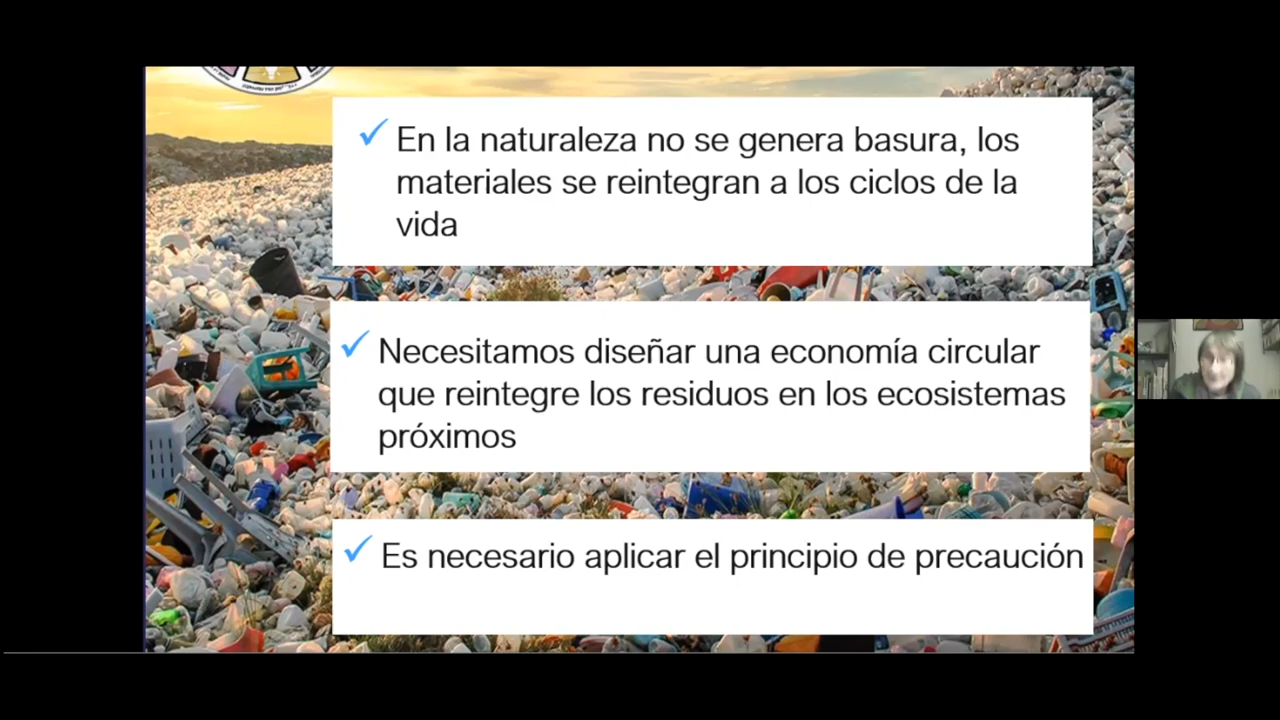 En la naturaleza no se genera basura, los
materiales se reintegran a los ciclos de la
vida
Necesitamos diseñar una economía circular
que reintegre los residuos en los ecosistemas
próximos
Es necesario aplicar el principio de precaución